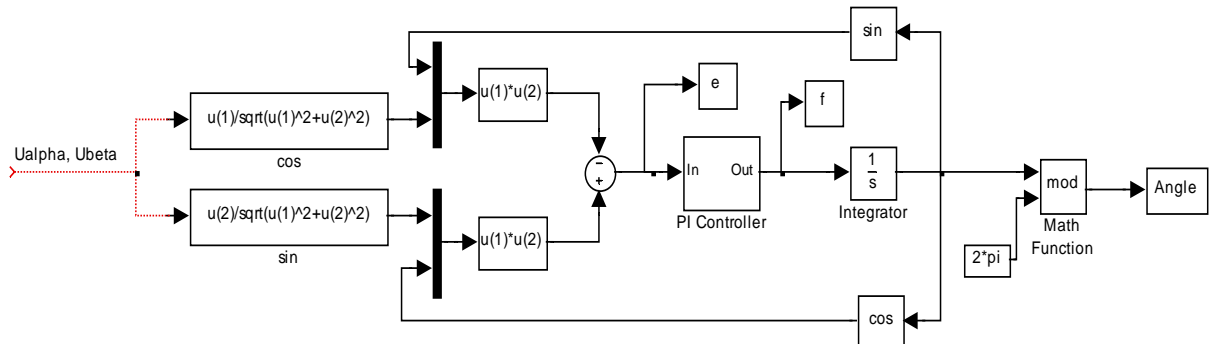 sin
e
u(1)*u(2)
f
u(1)/sqrt(u(1)^2+u(2)^2)
cos
Ualpha, Ubeta
−
+
In
Out
PI Controller
1
s
Integrator
mod
Math
Function
Angle
u(2)/sqrt(u(1)^2+u(2)^2)
sin
u(1)*u(2)
2*pi
cos